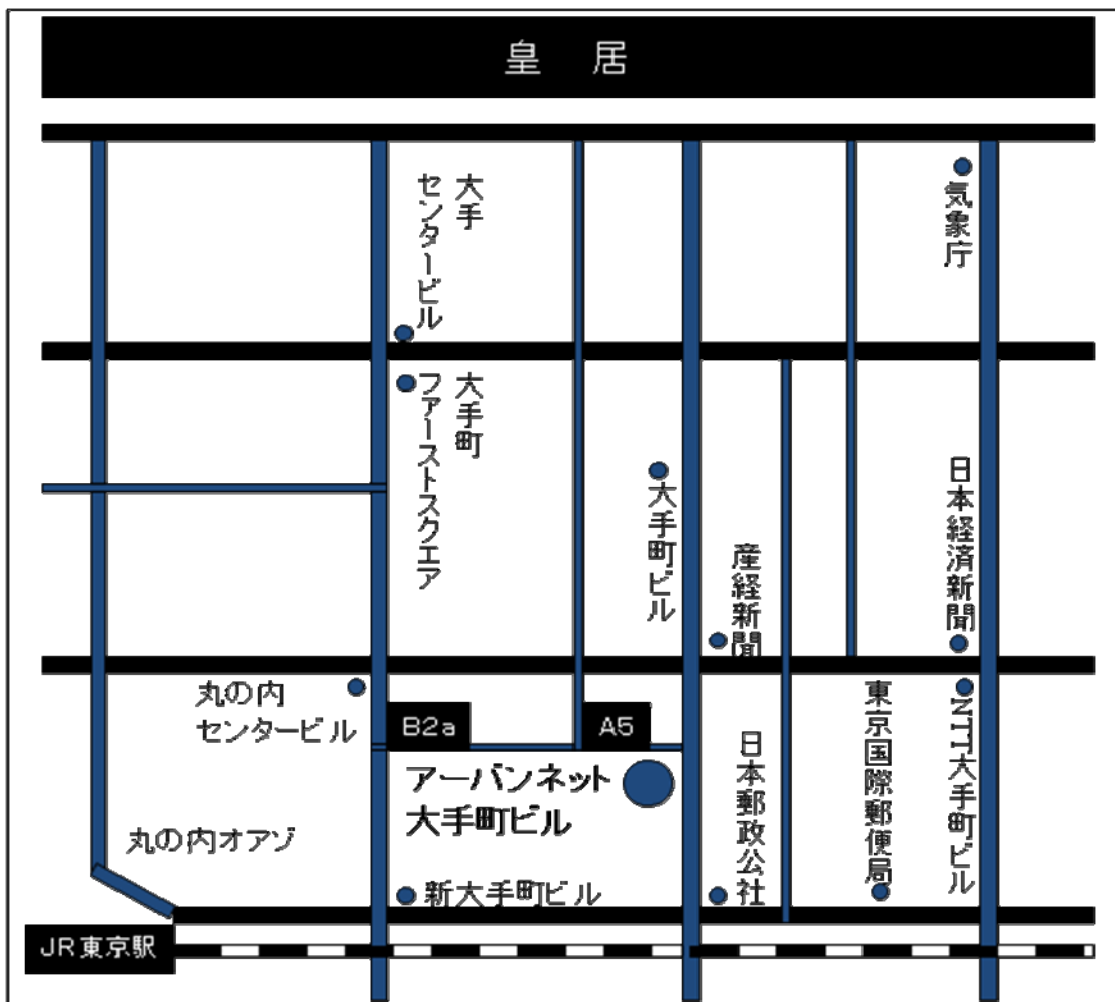 皇 居
大手
センタービル
気象庁
大手町
ファーストスクエア
大手町ビル
産経新聞
日本経済新聞
丸の内
センタービル
B2a
A5
アーバンネット
大手町ビル
丸の内オアゾ
新大手町ビル
日本郵政公社
東京国際郵便局
NTT大手町ビル
JR東京駅